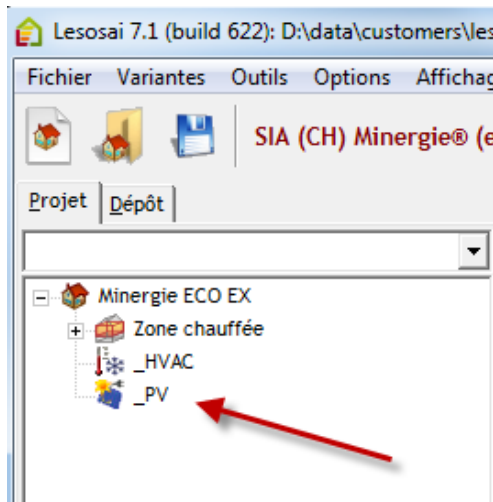 Lesosai 7.1 (build 622): D:\data\customers\les
Fichier Variantes Outils Options Affichag
SIA (CH) Minergie® (e
Projet Dépôt
Minergie ECO EX
Zone chauffée
_HVAC
_PV